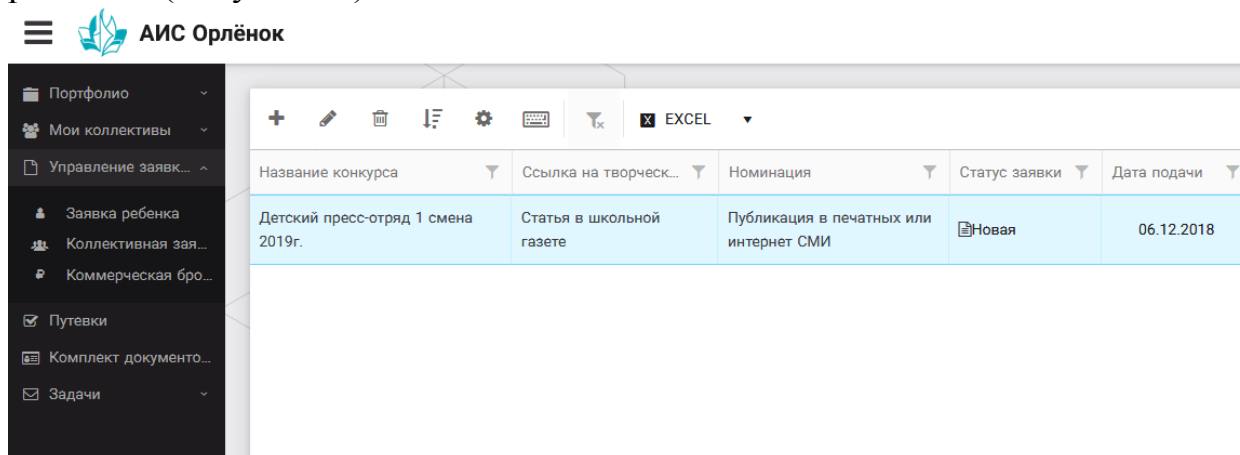 АИС Орлёнок
Портфолио
Мои коллективы
Управление заявк...
Заявка ребенка
Коллективная зая...
Коммерческая бро...
Путевки
Комплект документо...
Задачи
X EXCEL
Название конкурса Ссылка на творческ... Номинация Статус заявки Дата подачи
Детский пресс-отряд 1 смена Статья в школьной Публикация в печатных или Новая 06.12.2018
2019г. газете интернет СМИ